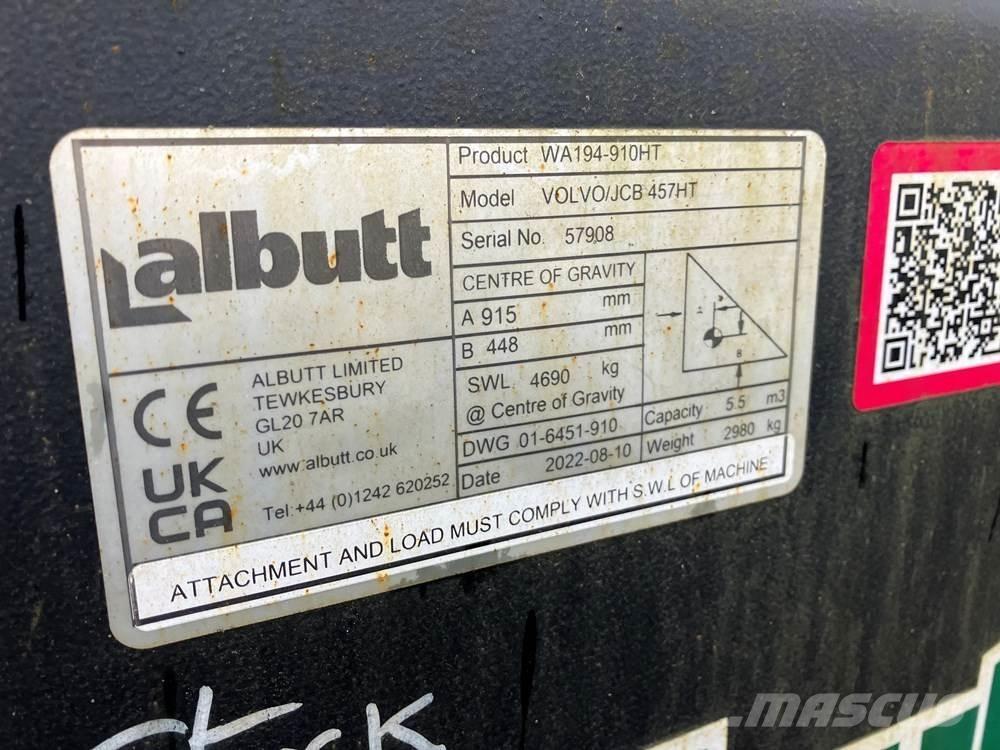 albutt
CE
UK
CA
ALBUTT LIMITED
TEWKESBURY
GL20 7AR
UK
www.albutt.co.uk
Tel:+44 (0)1242 620252
Product WA194-910HT
Model VOLVO/JCB 457HT
Serial No. 57908
CENTRE OF GRAVITY
A 915 mm
B 448 mm
SWL. 4690 kg
@ Centre of Gravity
DWG 01-6451-910
Date 2022-08-10
B
Capacity 5.5 m3
Weight 2980 kg
ATTACHMENT AND LOAD MUST COMPLY WITH S.W.L OF MACHINE
MASCUS